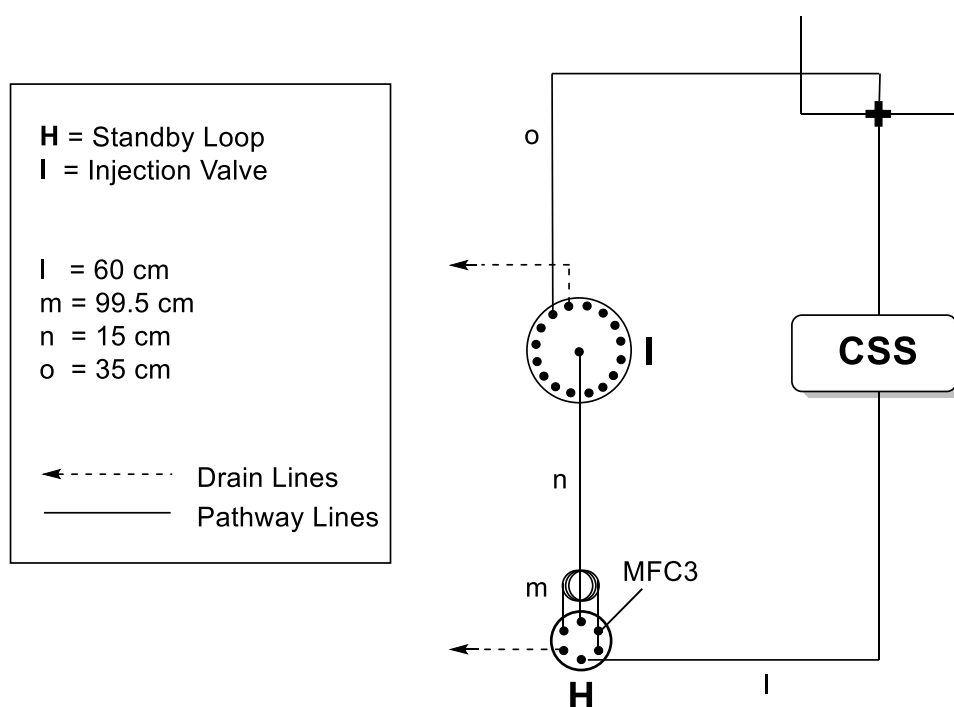 H = Standby Loop
I = Injection Valve
l = 60 cm
m = 99.5 cm
n = 15 cm
o = 35 cm
Drain Lines
Pathway Lines
o
I
CSS
n
m
MFC3
H
l